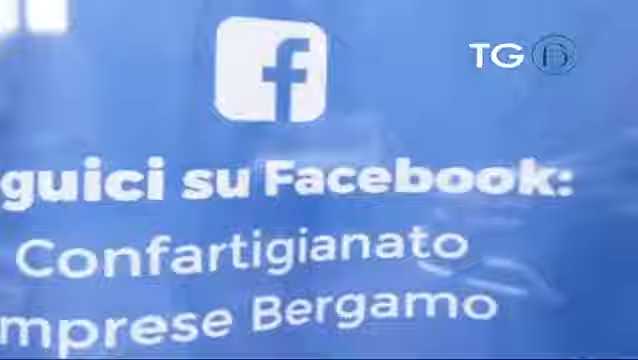 TG B
guici su Facebook:
Confartigianato
mprese Bergamo